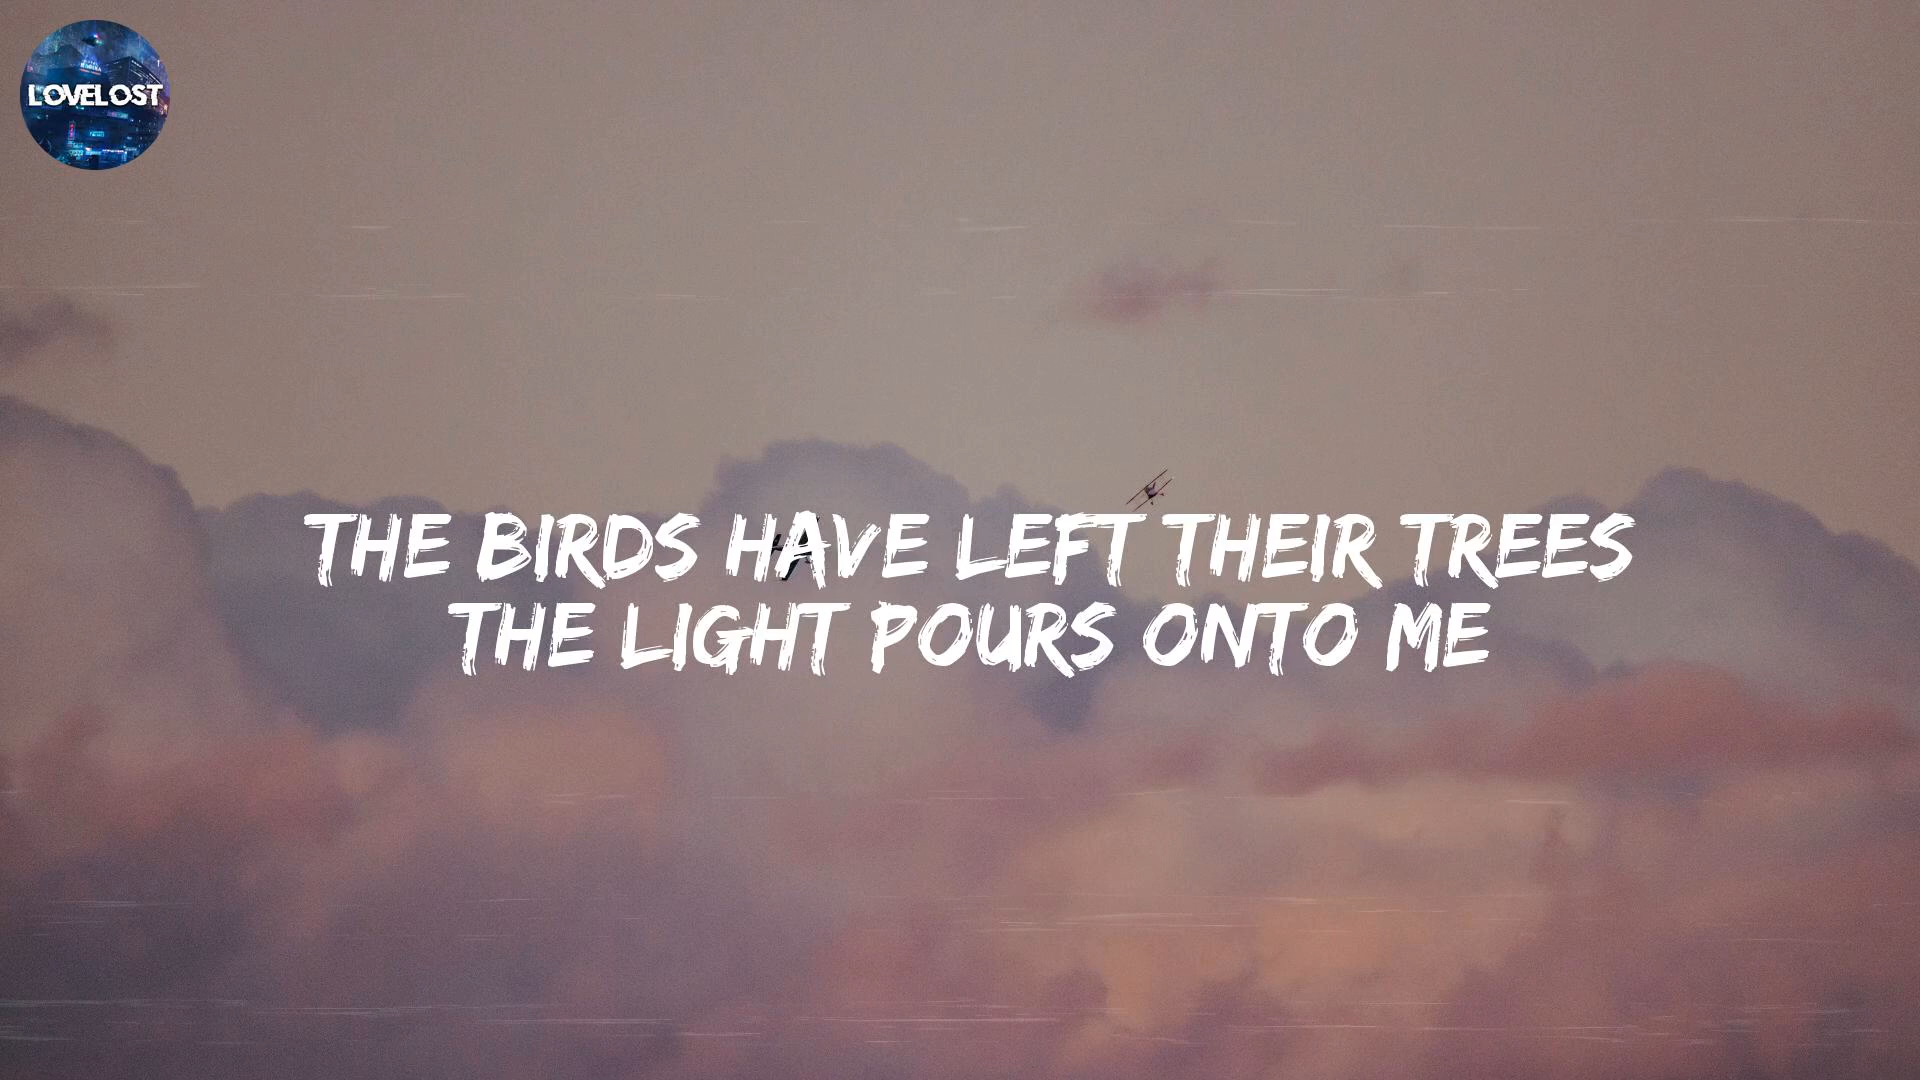 LOVELOST
THE BIRDS HAVE LEFT THEIR TREES
THE LIGHT POURS ONTO ME